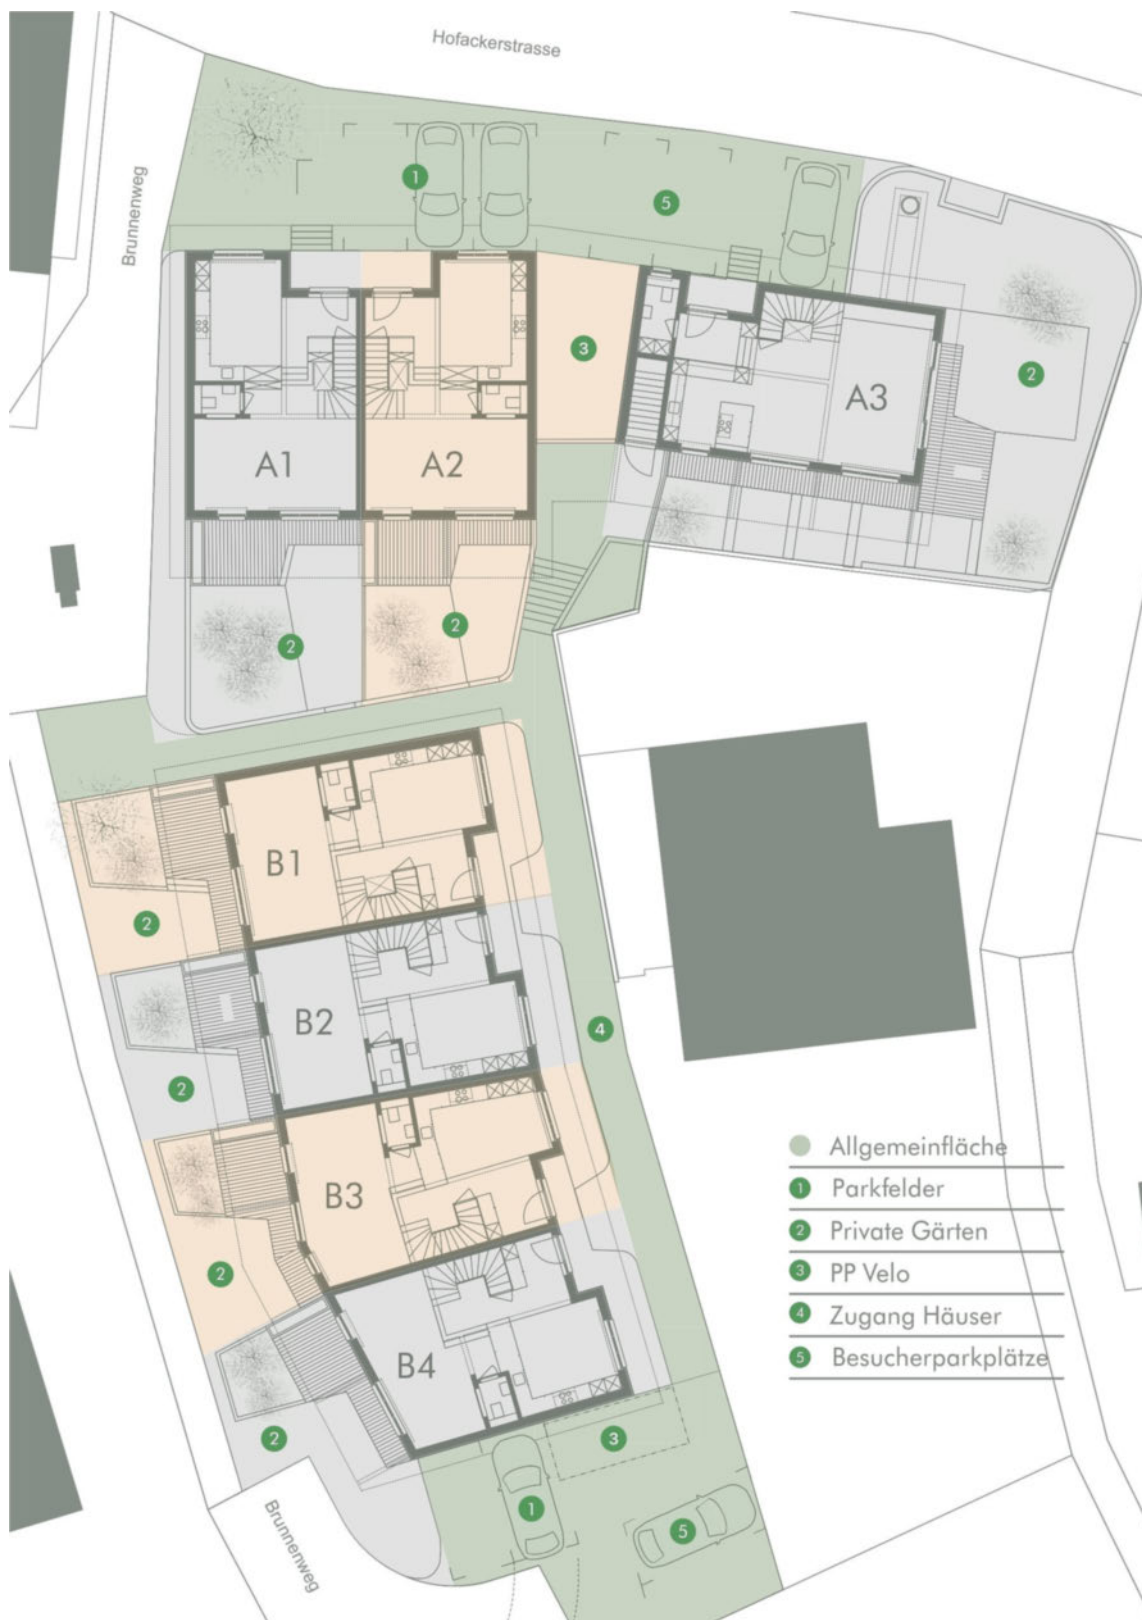 Hofackerstrasse
Brunnenweg
1
5
3
2
A3
A1
A2
2
2
B1
2
B2
4
2
B3
2
B4
2
3
1
5
Brunnenweg
Allgemeinfläche
1 Parkfelder
2 Private Gärten
3 PP Velo
4 Zugang Häuser
5 Besucherparkplätze